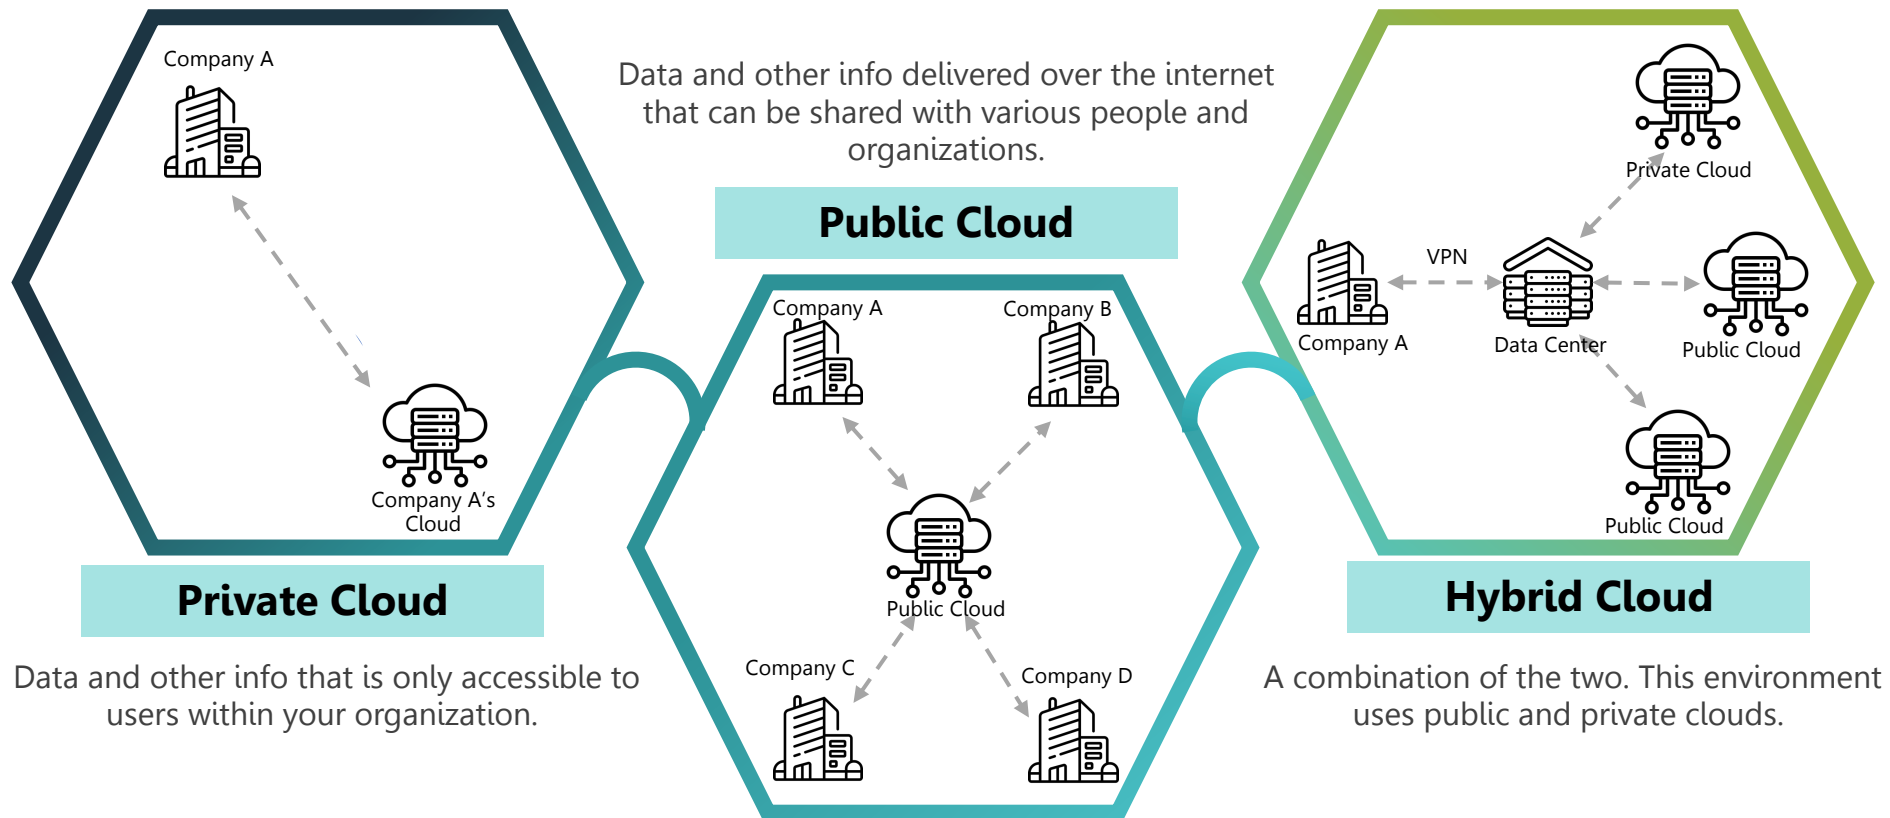 Company A
Company A's
Cloud
Private Cloud
Data and other info that is only accessible to
users within your organization.
Data and other info delivered over the internet
that can be shared with various people and
organizations.
Public Cloud
Company A
Company B
Public Cloud
Company C
Company D
Private Cloud
VPN
Company A
Data Center
Public Cloud
Public Cloud
Hybrid Cloud
A combination of the two. This environment
uses public and private clouds.